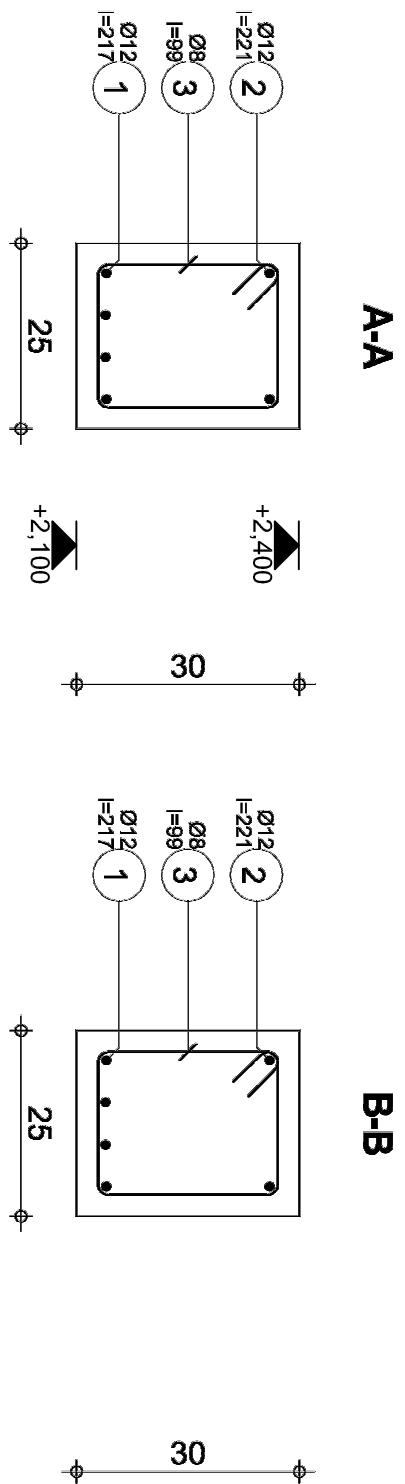 A-A
2
Ø12
l=221
3
Ø8
l=99
1
Ø12
l=217
25
+2,400
+2,100
30
B-B
2
Ø12
l=221
3
Ø8
l=99
1
Ø12
l=217
25
30